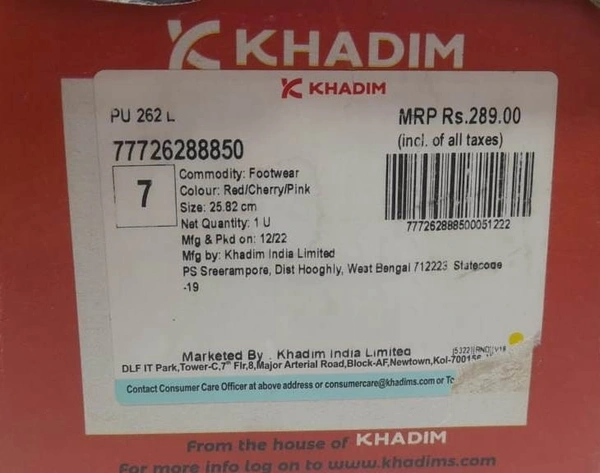 KHADIM
KHADIM
PU 262 L
MRP Rs.289.00
(incl. of all taxes)
77726288850
7
Commodity: Footwear
Colour: Red/Cherry/Pink
Size: 25.82 cm
Net Quantity: 1 U
Mfg & Pkd on: 12/22
777262888500051222
Mfg by: Khadim India Limited
PS Sreerampore, Dist Hooghly, West Bengal 712223 Statecode
-19
Marketed By . Khadim India Limited
DLF IT Park,Tower-C,7th Flr,8,Major Arterial Road,Block-AF,Newtown,Kol-700156
Contact Consumer Care Officer at above address or consumercare@khadims.com or
From the house of KHADIM
For more info log on to www.khadims.com